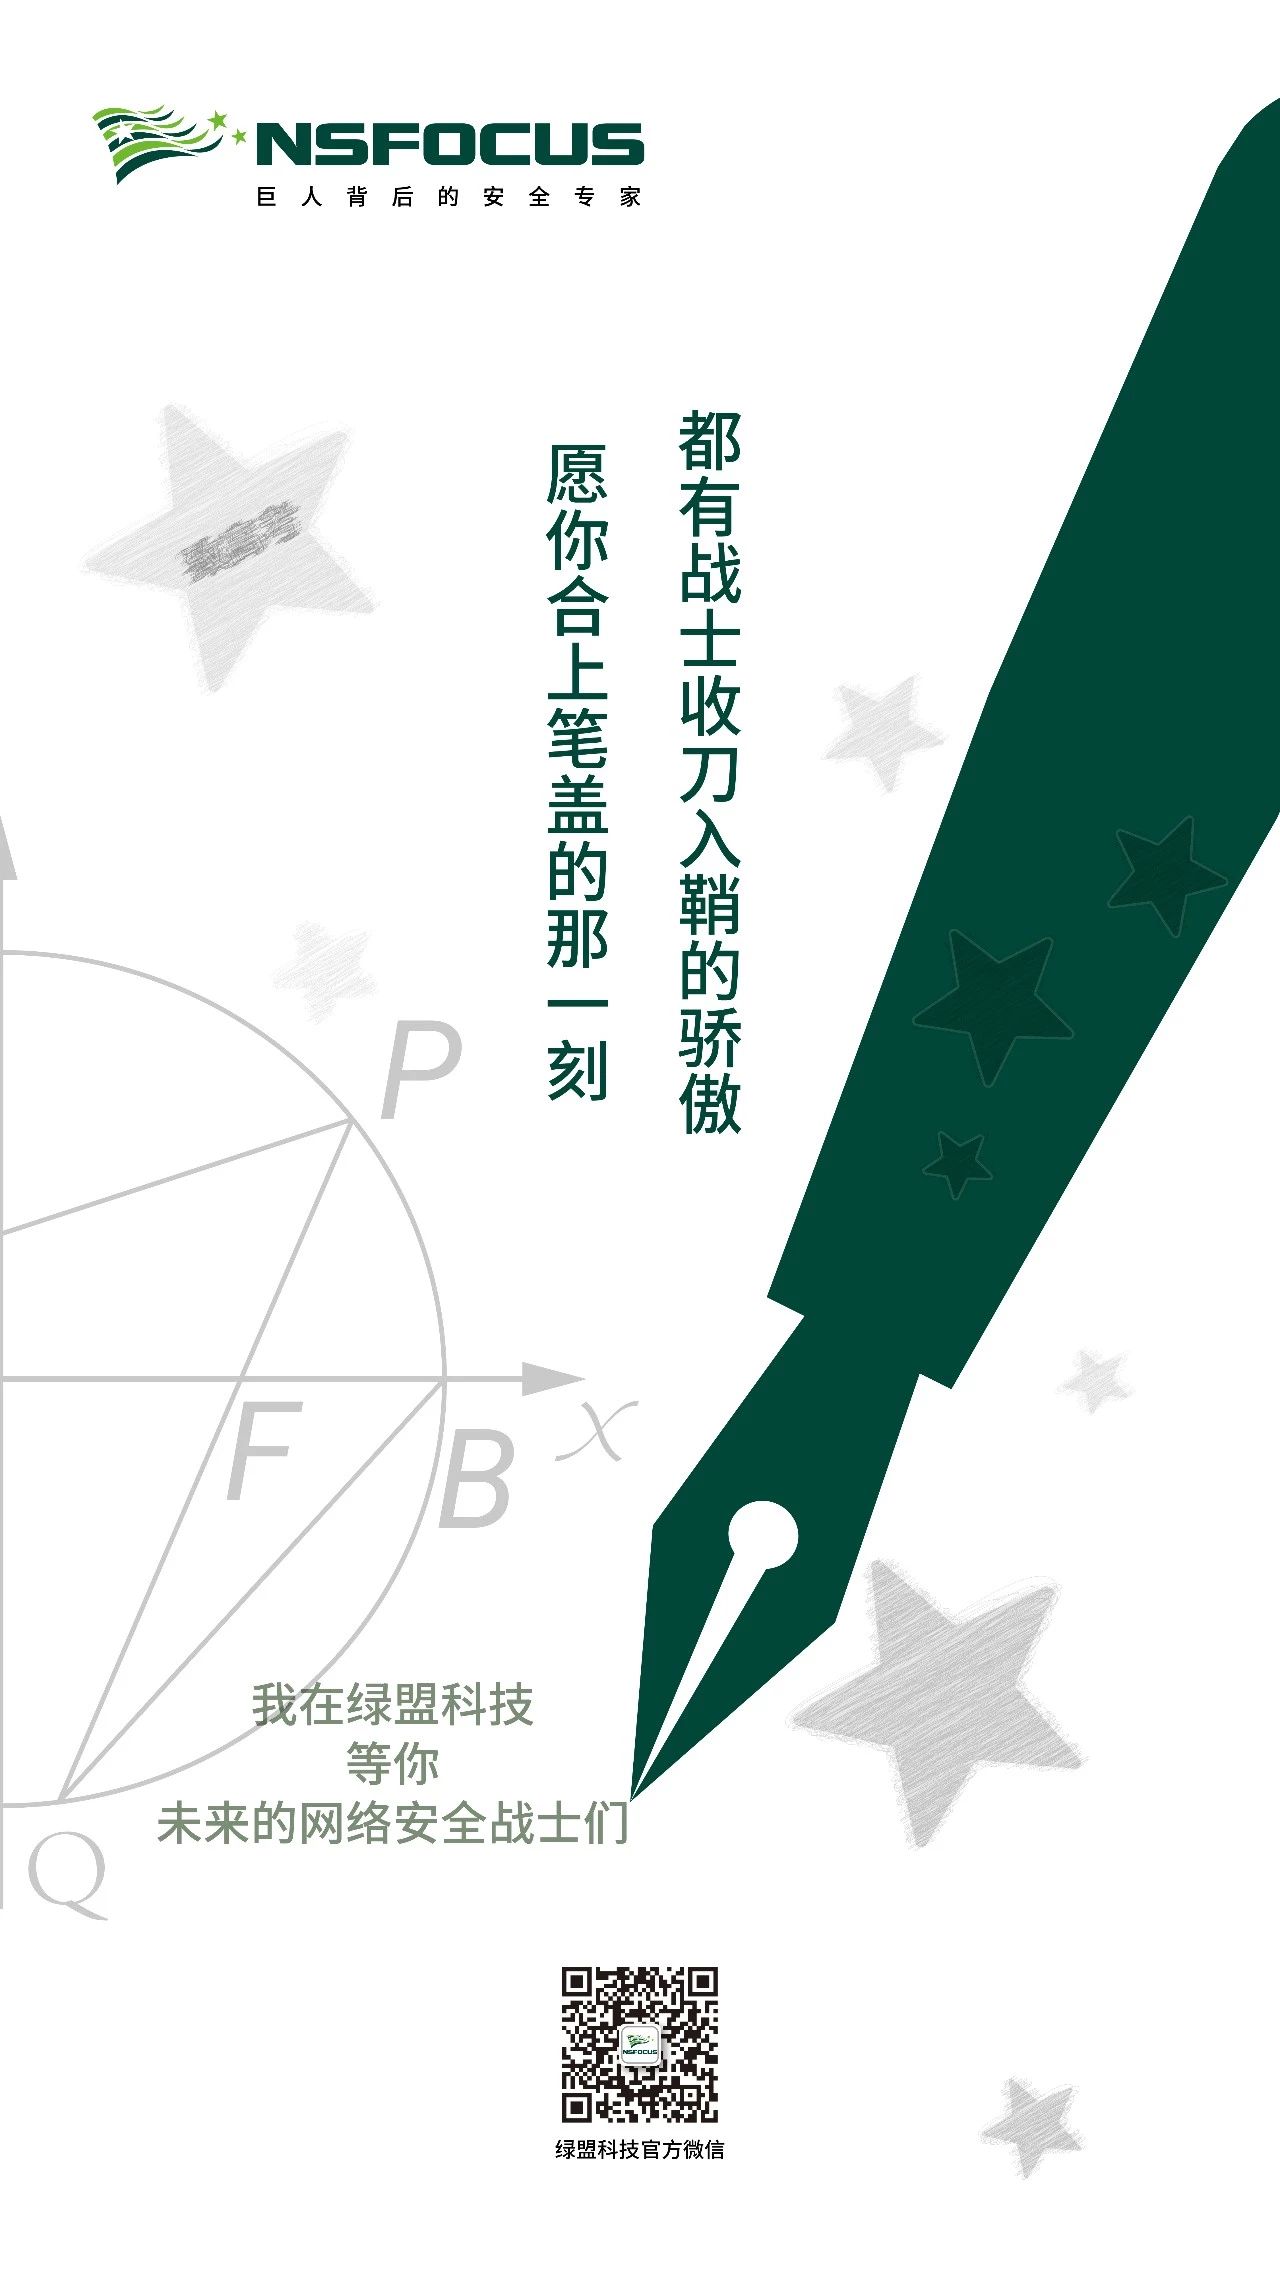 NSFOCUS
巨人背后的安全专家
愿你合上笔盖的那一刻
都有战士收刀入鞘的骄傲
P
F
B
x
Q
我在绿盟科技
等你
未来的网络安全战士们
NSFOCUS
绿盟科技官方微信